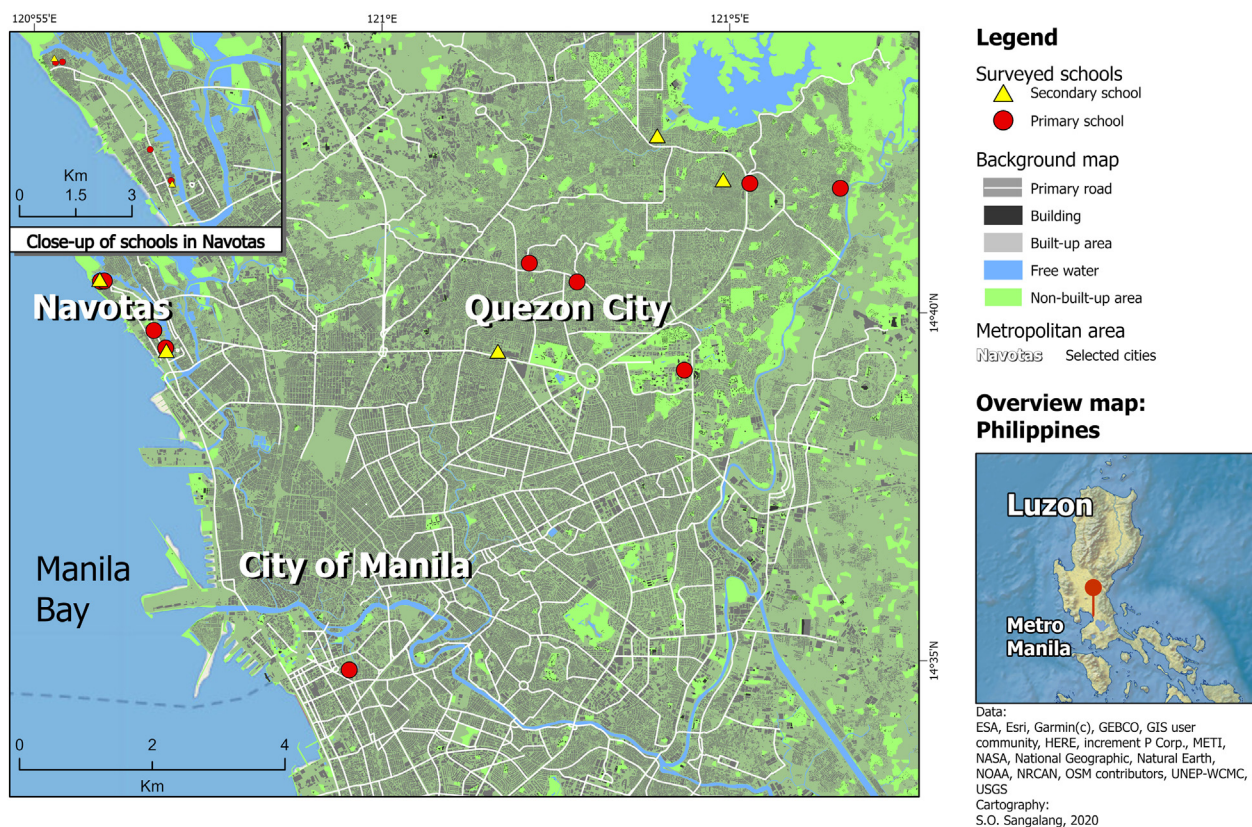 120°55'E
121°E
121°5'E
Km
0 1.5 3
Close-up of schools in Navotas
Navotas
Quezon City
14°40'N
City of Manila
Manila
Bay
14°35'N
0 2 4
Km
Legend
Surveyed schools
Secondary school
Primary school
Background map
Primary road
Building
Built-up area
Free water
Non-built-up area
Metropolitan area
Navotas Selected cities
Overview map:
Philippines
Luzon
Metro
Manila
Data:
ESA, Esri, Garmin(c), GEBCO, GIS user
community, HERE, increment P Corp., METI,
NASA, National Geographic, Natural Earth,
NOAA, NRCAN, OSM contributors, UNEP-WCMC,
USGS
Cartography:
S.O. Sangalang, 2020